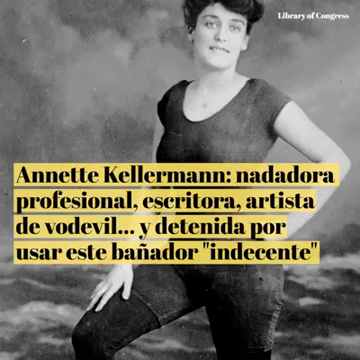 Library of Congress
Annette Kellermann: nadadora
profesional, escritora, artista
de vodevil... y detenida por
usar este bañador "indecente"